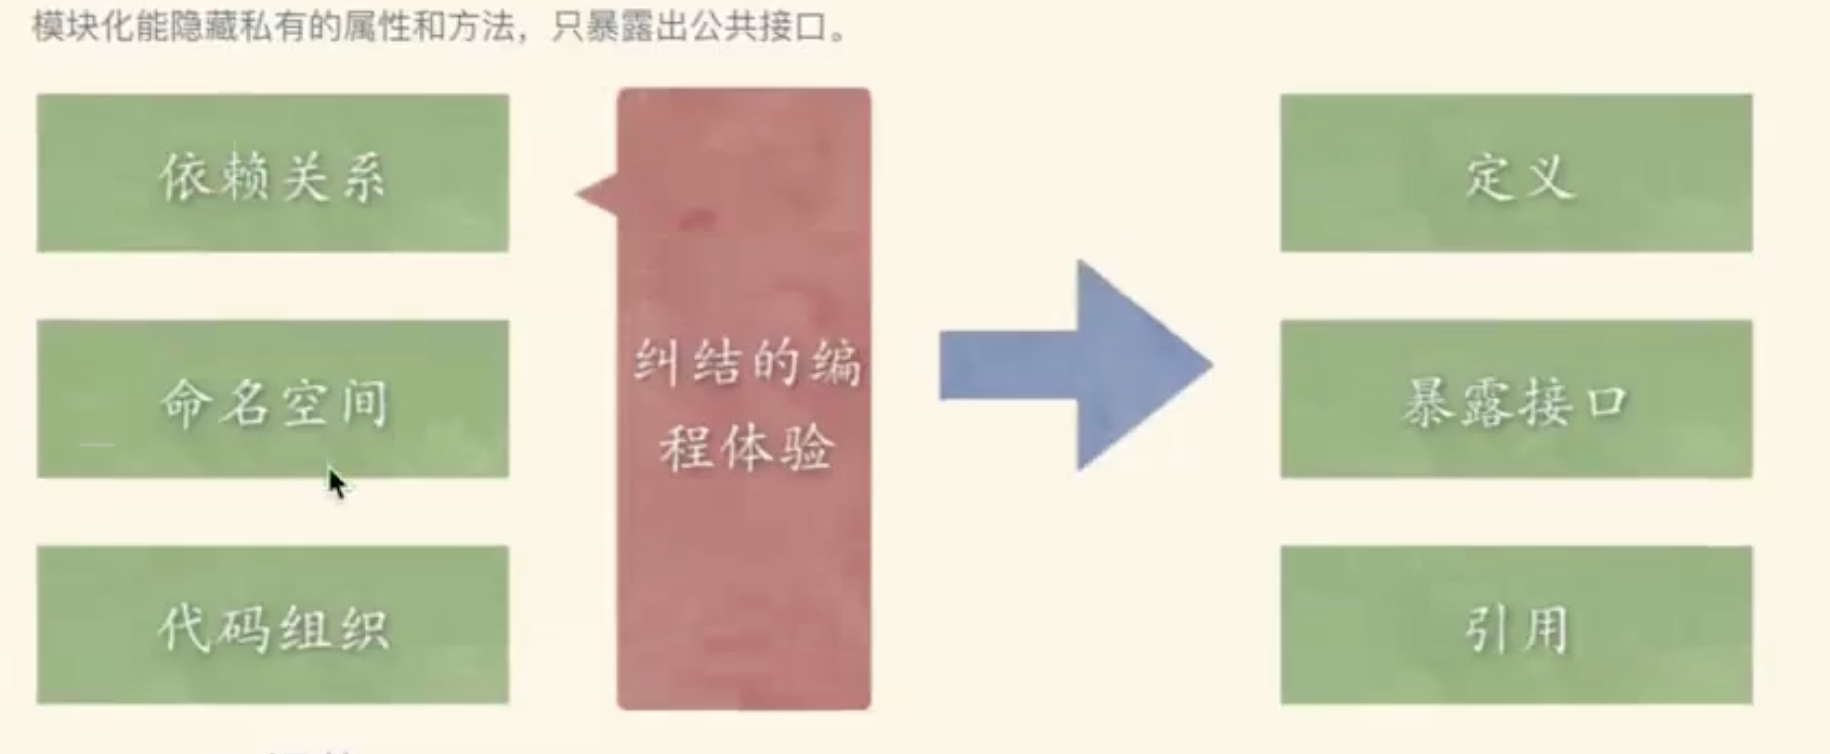 模块化能隐藏私有的属性和方法，只暴露出公共接口。
依赖关系
命名空间
代码组织
纠结的编
程体验
定义
暴露接口
引用